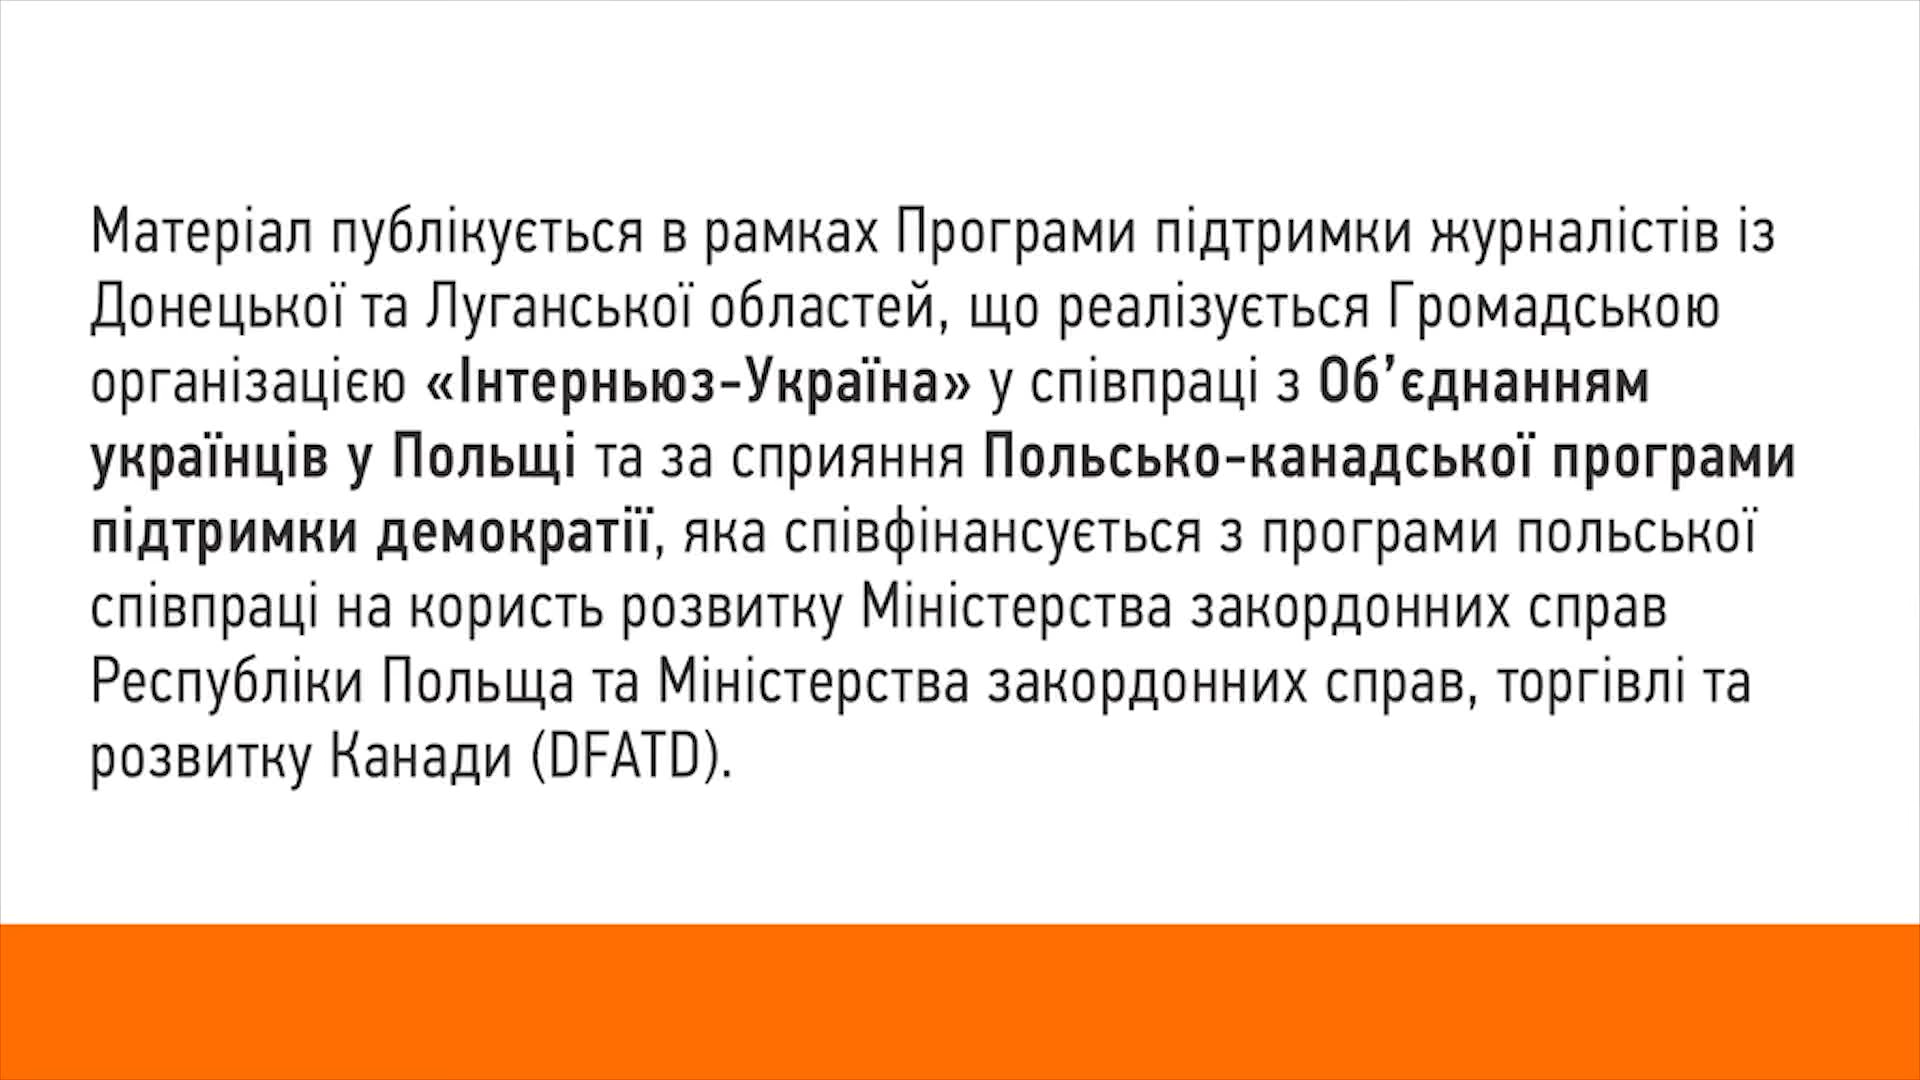 Матеріал публікується в рамках Програми підтримки журналістів із
Донецької та Луганської областей, що реалізується Громадською
організацією «Інтерньюз-Україна» у співпраці з Об’єднанням
українців у Польщі та за сприяння Польсько-канадської програми
підтримки демократії, яка співфінансується з програми польської
співпраці на користь розвитку Міністерства закордонних справ
Республіки Польща та Міністерства закордонних справ, торгівлі та
розвитку Канади (DFATD).